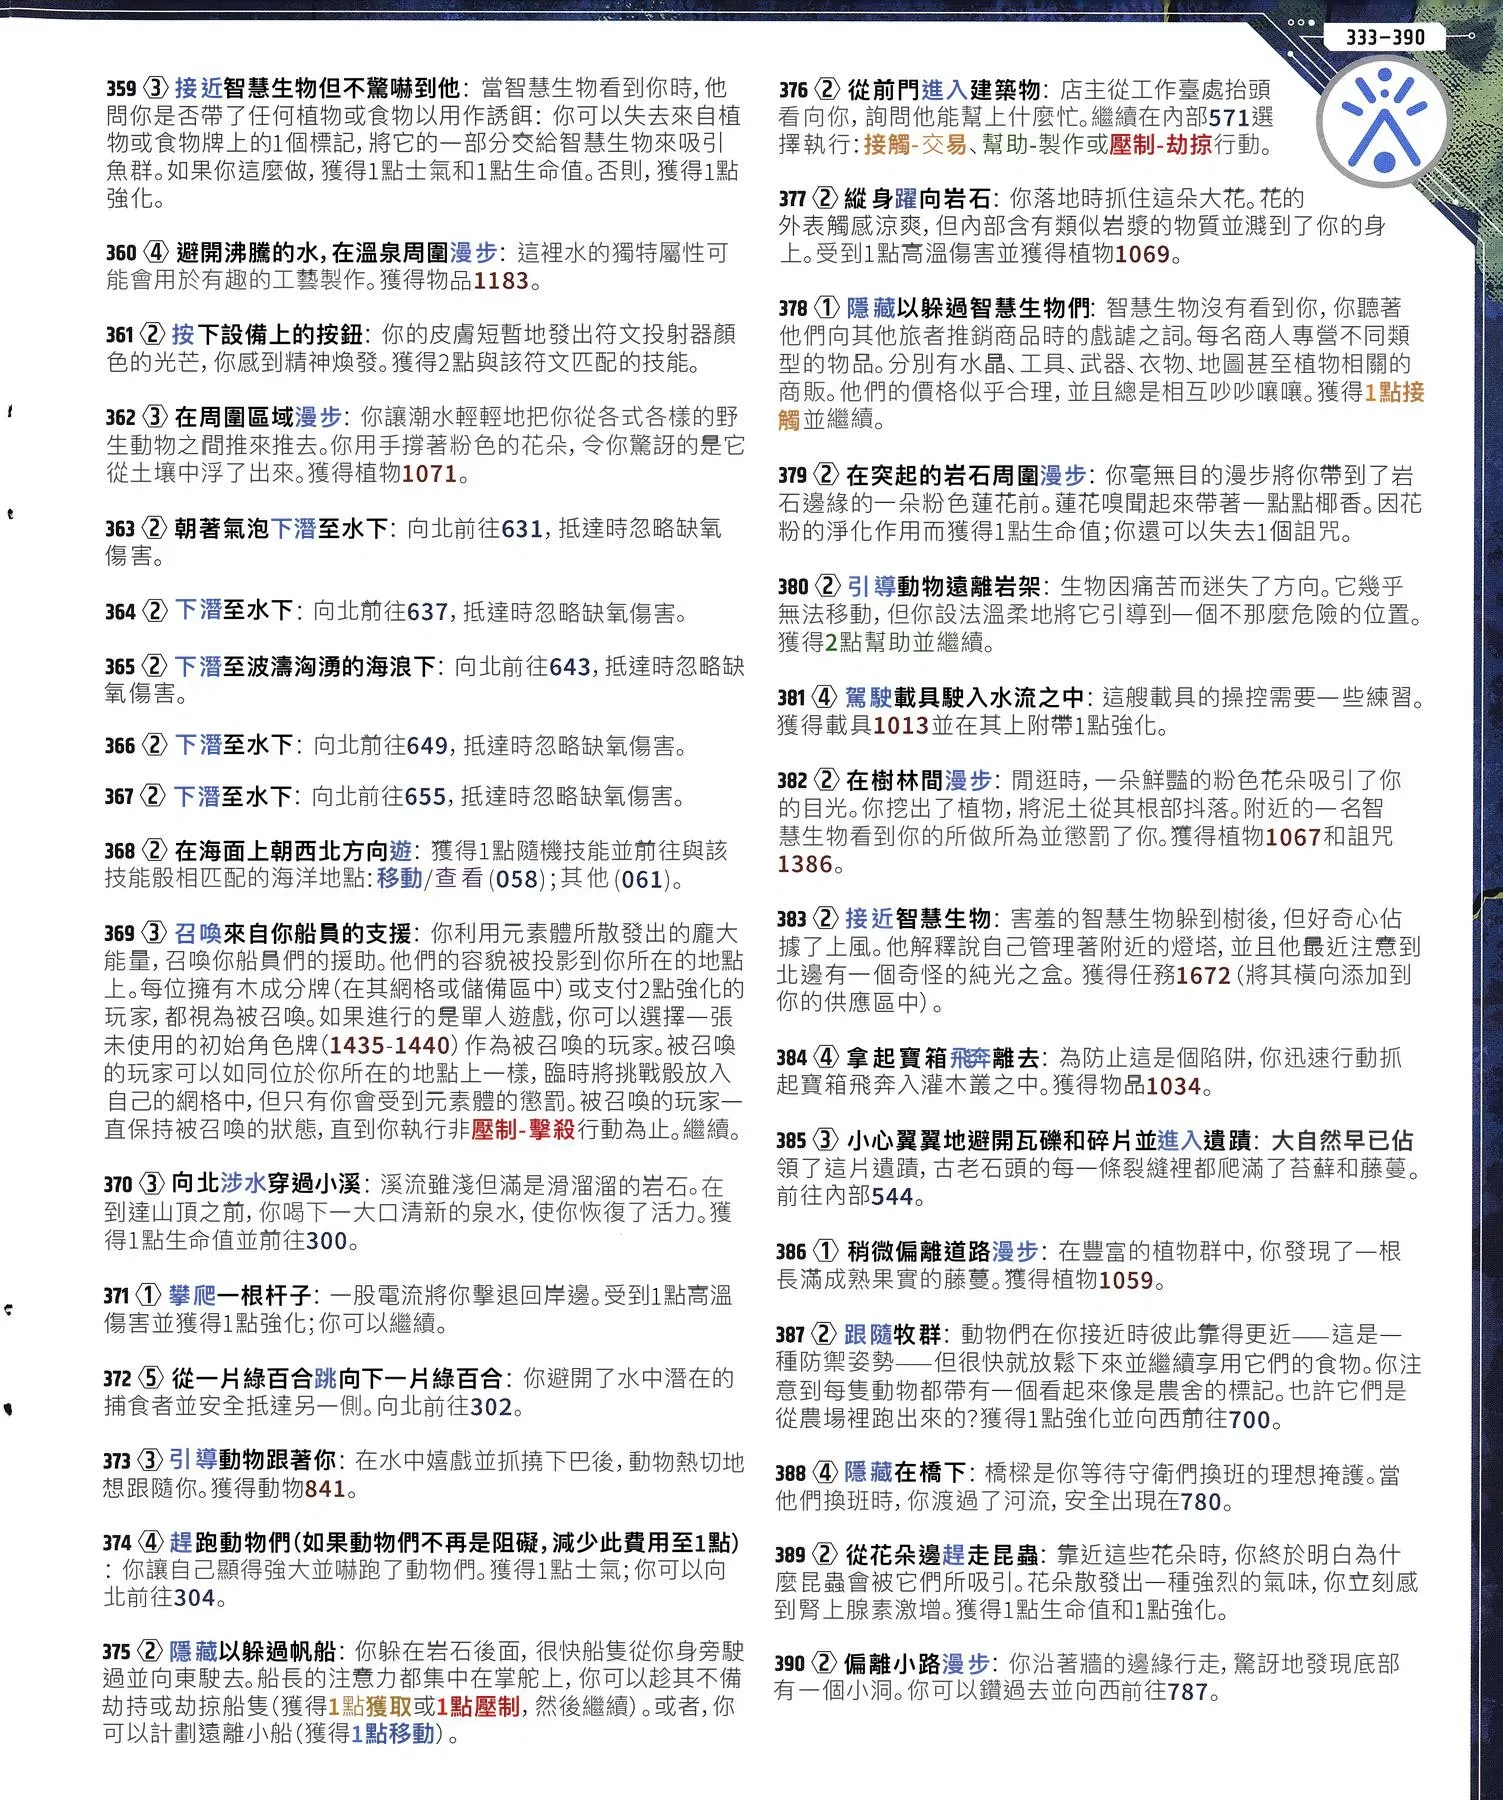 333–390
359 3 接近智慧生物但不驚嚇到他：當智慧生物看到你時，他
問你是否帶了任何植物或食物以用作誘餌：你可以失去來自植
物或食物牌上的1個標記，將它的一部分交給智慧生物來吸引
魚群。如果你這麼做，獲得1點士氣和1點生命值。否則，獲得1點
強化。
360 4 避開沸騰的水，在溫泉周圍漫步：這裡水的獨特屬性可
能會用於有趣的工藝製作。獲得物品1183。
361 2 按下設備上的按鈕：你的皮膚短暫地發出符文投射器顏
色的光芒，你感到精神煥發。獲得2點與該符文匹配的技能。
362 3 在周圍區域漫步：你讓潮水輕輕地把你從各式各樣的野
生動物之間推來推去。你用手撐著粉色的花朵，令你驚訝的是它
從土壤中浮了出來。獲得植物1071。
363 2 朝著氣泡下潛至水下：向北前往631，抵達時忽略缺氧
傷害。
364 2 下潛至水下：向北前往637，抵達時忽略缺氧傷害。
365 2 下潛至波濤洶湧的海浪下：向北前往643，抵達時忽略缺
氧傷害。
366 2 下潛至水下：向北前往649，抵達時忽略缺氧傷害。
367 2 下潛至水下：向北前往655，抵達時忽略缺氧傷害。
368 2 在海面上朝西北方向遊：獲得1點隨機技能並前往與該
技能骰相匹配的海洋地點：移動/查看(058)；其他(061)。
369 3 召喚來自你船員的支援：你利用元素體所散發出的龐大
能量，召喚你船員們的援助。他們的容貌被投影到你所在的地點
上。每位擁有木成分牌（在其網格或儲備區中）或支付2點強化的
玩家，都視為被召喚。如果進行的是單人遊戲，你可以選擇一張
未使用的初始角色牌（1435-1440）作為被召喚的玩家。被召喚
的玩家可以如同位於你所在的地點上一樣，臨時將挑戰骰放入
自己的網格中，但只有你會受到元素體的懲罰。被召喚的玩家一
直保持被召喚的狀態，直到你執行非壓制-擊殺行動為止。繼續。
370 3 向北涉水穿過小溪：溪流雖淺但滿是滑溜溜的岩石。在
到達山頂之前，你喝下一大口清新的泉水，使你恢復了活力。獲
得1點生命值並前往300。
371 1 攀爬一根杆子：一股電流將你擊退回岸邊。受到1點高溫
傷害並獲得1點強化；你可以繼續。
372 5 從一片綠百合跳向下一片綠百合：你避開了水中潛在的
捕食者並安全抵達另一側。向北前往302。
373 3 引導動物跟著你：在水中嬉戲並抓撓下巴後，動物熱切地
想跟隨你。獲得動物841。
374 4 趕跑動物們（如果動物們不再是阻礙，減少此費用至1點）
：你讓自己顯得強大並嚇跑了動物們。獲得1點士氣；你可以向
北前往304。
375 2 隱藏以躲過帆船：你躲在岩石後面，很快船隻從你身旁駛
過並向東駛去。船長的注意力都集中在掌舵上，你可以趁其不備
劫持或劫掠船隻（獲得1點獲取或1點壓制，然後繼續）。或者，你
可以計劃遠離小船（獲得1點移動）。
376 2 從前門進入建築物：店主從工作臺處抬頭
看向你，詢問他能幫上什麼忙。繼續在內部571選
擇執行：接觸-交易、幫助-製作或壓制-劫掠行動。
377 2 縱身躍向岩石：你落地時抓住這朵大花。花的
外表觸感涼爽，但內部含有類似岩漿的物質並濺到了你的身
上。受到1點高溫傷害並獲得植物1069。
378 1 隱藏以躲過智慧生物們：智慧生物沒有看到你，你聽著
他們向其他旅者推銷商品時的戲謔之詞。每名商人專營不同類
型的物品。分別有水晶、工具、武器、衣物、地圖甚至植物相關的
商販。他們的價格似乎合理，並且總是相互吵吵嚷嚷。獲得1點接
觸並繼續。
379 2 在突起的岩石周圍漫步：你毫無目的漫步將你帶到了岩
石邊緣的一朵粉色蓮花前。蓮花嗅聞起來帶著一點點椰香。因花
粉的淨化作用而獲得1點生命值；你還可以失去1個詛咒。
380 2 引導動物遠離岩架：生物因痛苦而迷失了方向。它幾乎
無法移動，但你設法溫柔地將它引導到一個不那麼危險的位置。
獲得2點幫助並繼續。
381 4 駕駛載具駛入水流之中：這艘載具的操控需要一些練習。
獲得載具1013並在其上附帶1點強化。
382 2 在樹林間漫步：閒逛時，一朵鮮豔的粉色花朵吸引了你
的目光。你挖出了植物，將泥土從其根部抖落。附近的一名智
慧生物看到你的所做所為並懲罰了你。獲得植物1067和詛咒
1386。
383 2 接近智慧生物：害羞的智慧生物躲到樹後，但好奇心佔
據了上風。他解釋說自己管理著附近的燈塔，並且他最近注意到
北邊有一個奇怪的純光之盒。獲得任務1672（將其橫向添加到
你的供應區中）。
384 4 拿起寶箱飛奔離去：為防止這是個陷阱，你迅速行動抓
起寶箱飛奔入灌木叢之中。獲得物品1034。
385 3 小心翼翼地避開瓦礫和碎片並進入遺蹟：大自然早已佔
領了這片遺蹟，古老石頭的每一條裂縫裡都爬滿了苔蘚和藤蔓。
前往內部544。
386 1 稍微偏離道路漫步：在豐富的植物群中，你發現了一根
長滿成熟果實的藤蔓。獲得植物1059。
387 2 跟隨牧群：動物們在你接近時彼此靠得更近——這是一
種防禦姿勢——但很快就放鬆下來並繼續享用它們的食物。你注
意到每隻動物都帶有一個看起來像是農舍的標記。也許它們是
從農場裡跑出來的？獲得1點強化並向西前往700。
388 4 隱藏在橋下：橋樑是你等待守衛們換班的理想掩護。當
他們換班時，你渡過了河流，安全出現在780。
389 2 從花朵邊趕走昆蟲：靠近這些花朵時，你終於明白為什
麼昆蟲會被它們所吸引。花朵散發出一種強烈的氣味，你立刻感
到腎上腺素激增。獲得1點生命值和1點強化。
390 2 偏離小路漫步：你沿著牆的邊緣行走，驚訝地發現底部
有一個小洞。你可以鑽過去並向西前往787。